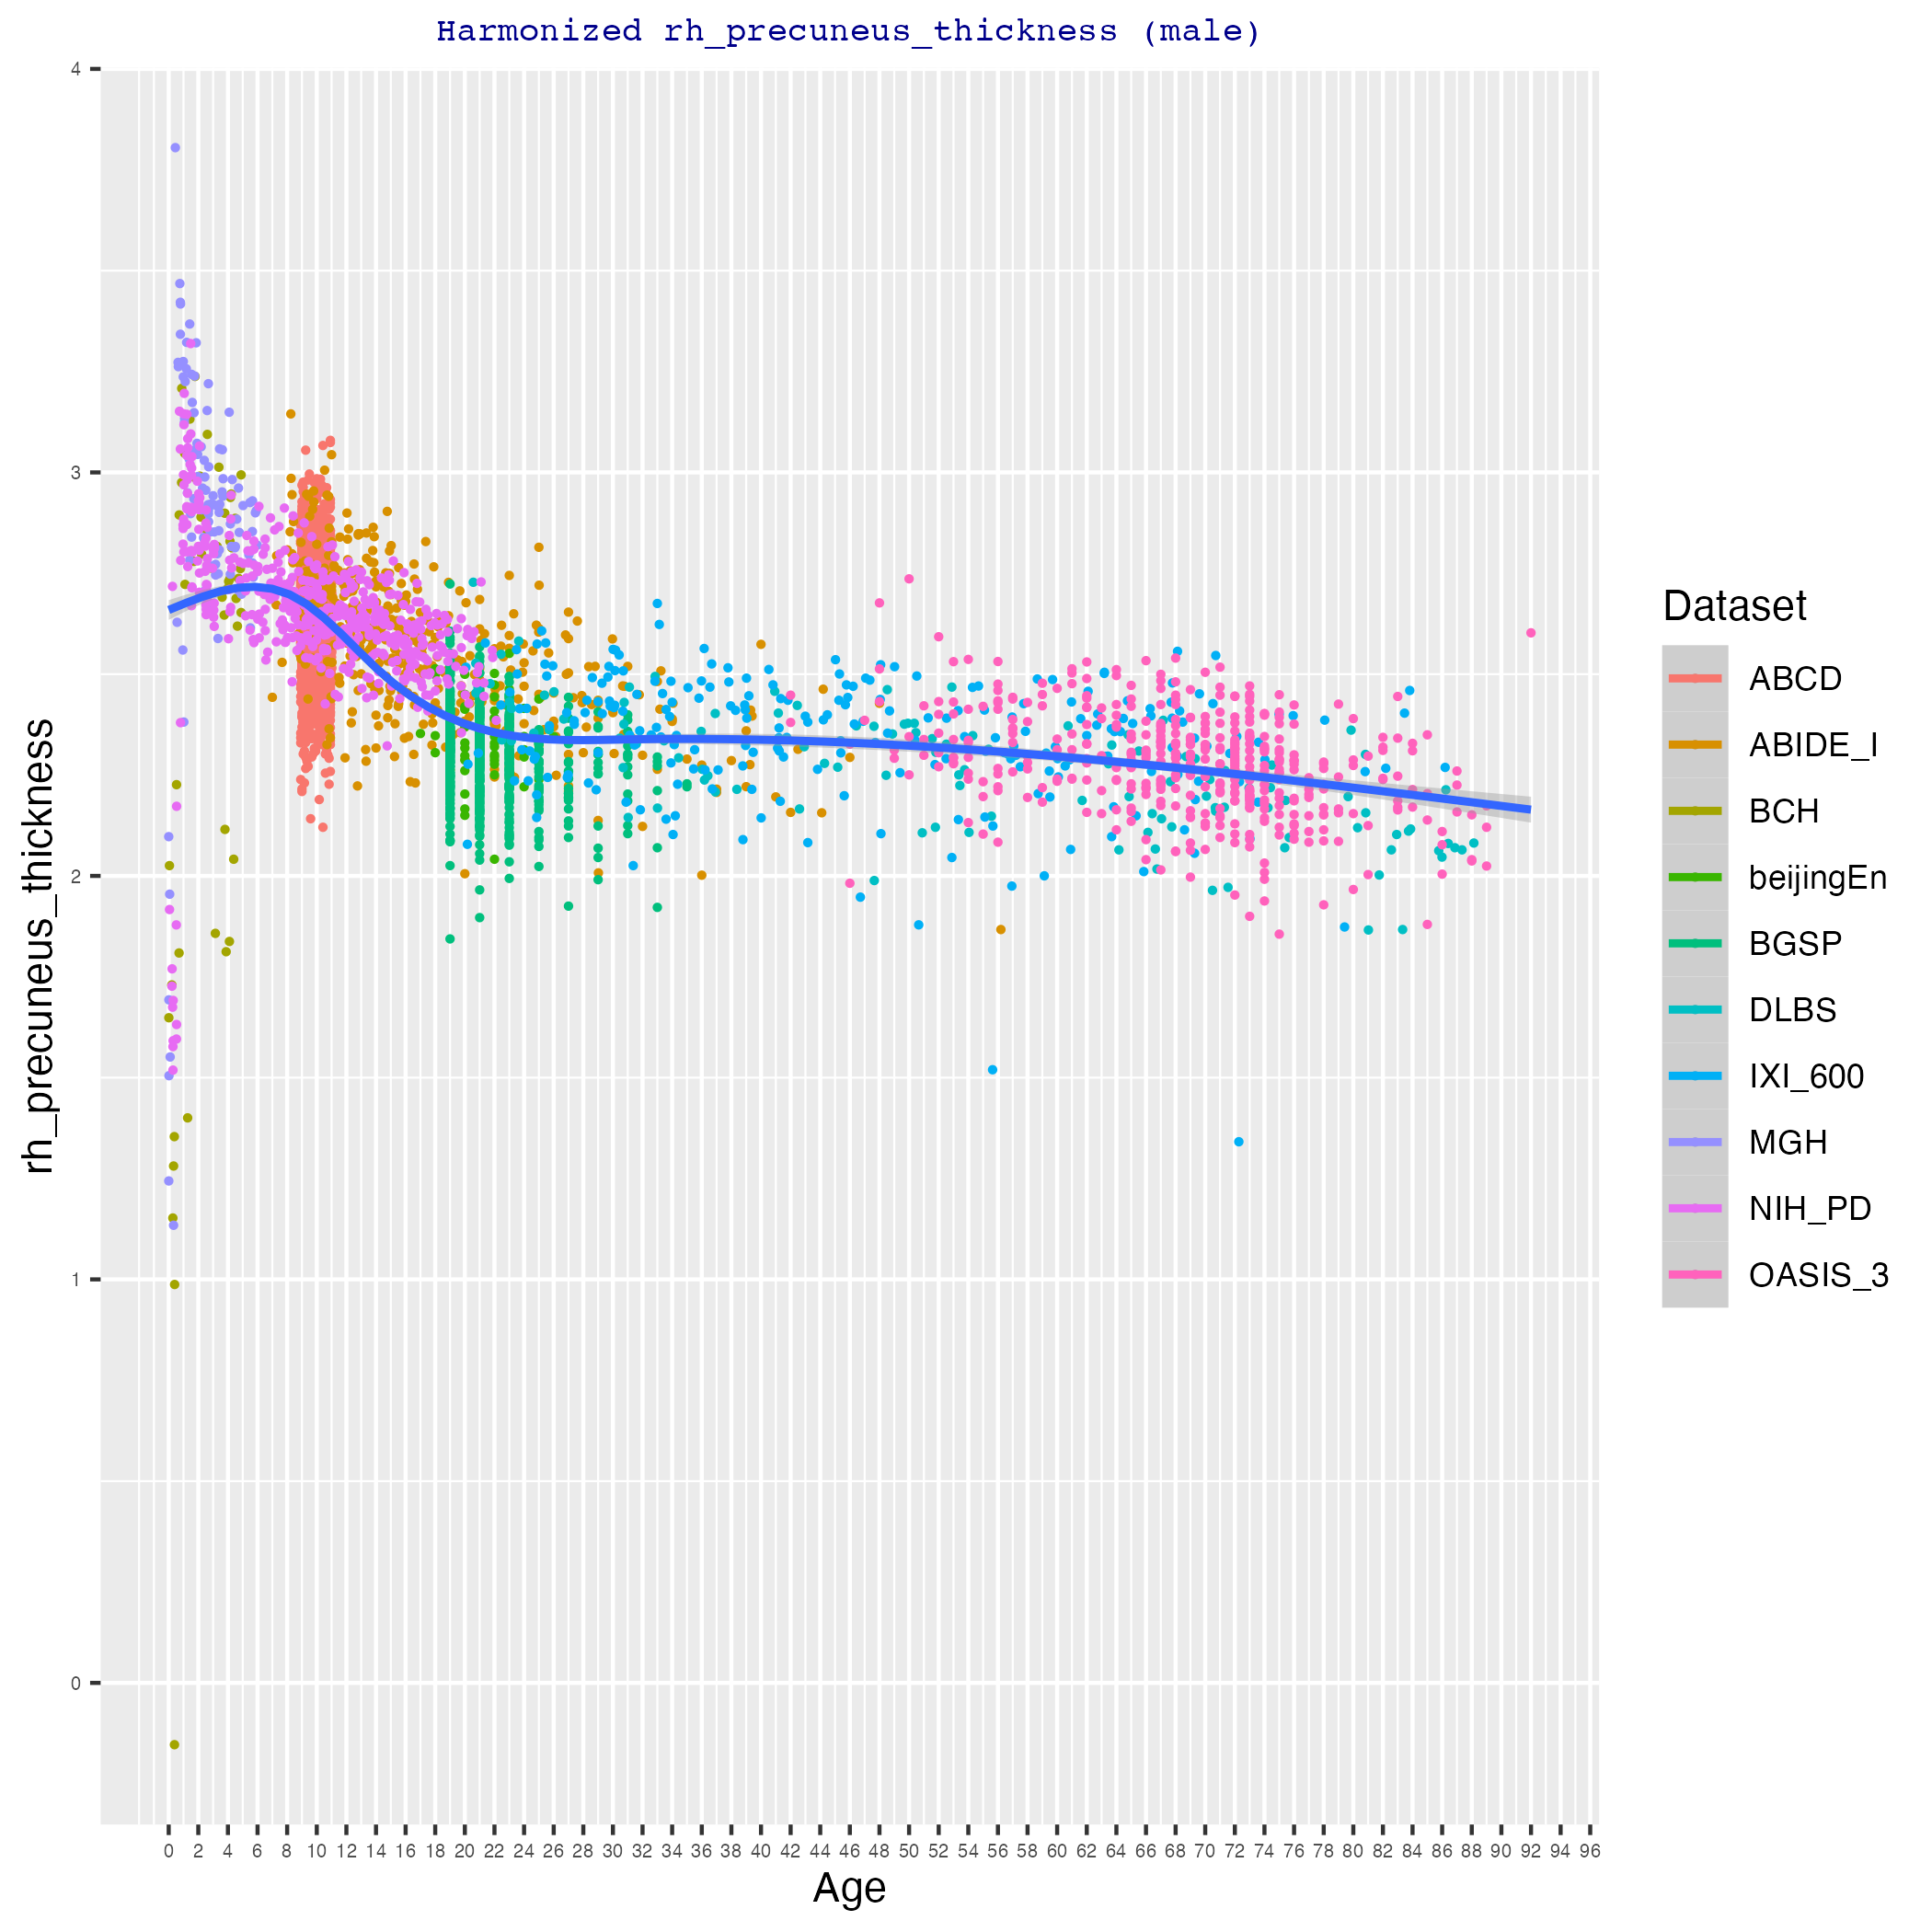 Harmonized rh_precuneus_thickness (male)
4
3
2
1
0
rh_precuneus_thickness
0 2 4 6 8 10 12 14 16 18 20 22 24 26 28 30 32 34 36 38 40 42 44 46 48 50 52 54 56 58 60 62 64 66 68 70 72 74 76 78 80 82 84 86 88 90 92 94 96
Age
Dataset
ABCD
ABIDE_I
BCH
beijingEn
BGSP
DLBS
IXI_600
MGH
NIH_PD
OASIS_3